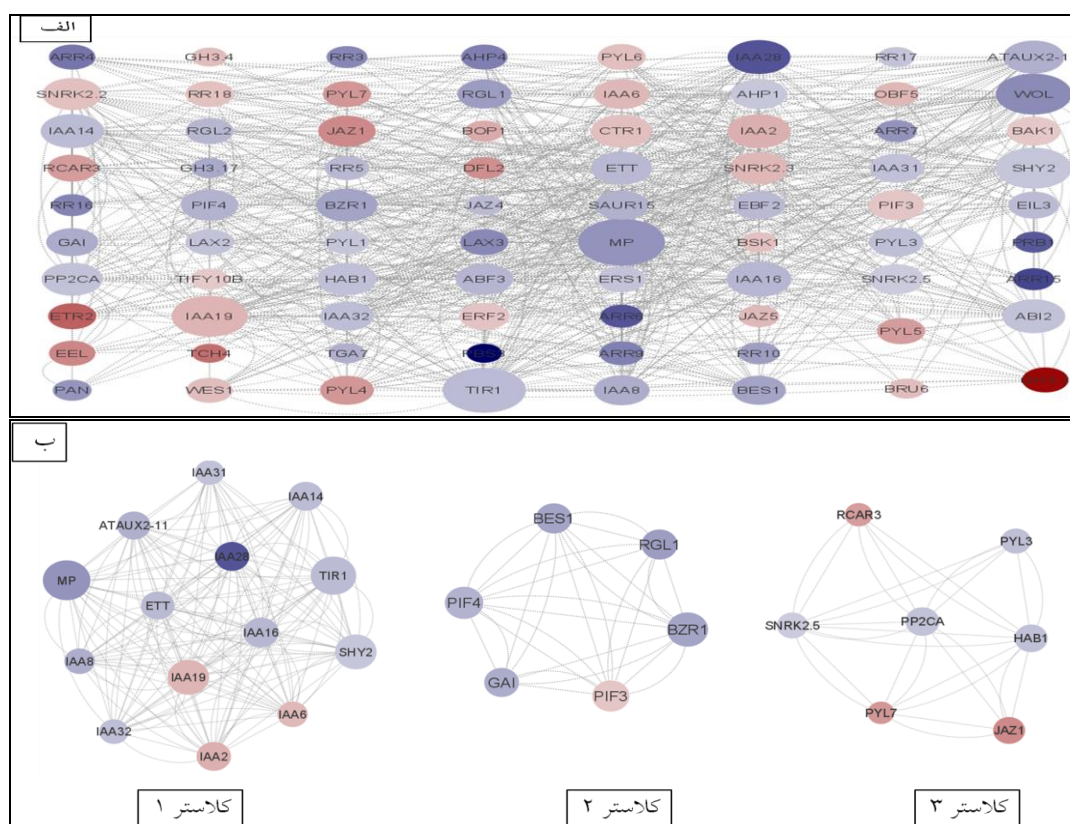 الف
ARR4 GH3.4 RR3 AHP4 PYL6 IAA28 RR17 ATAUX2-1
SNRK2.2 RR18 PYL7 RGL1 IAA6 AHP1 OBF5 WOL
IAA14 RGL2 JAZ1 BOP1 CTR1 IAA2 ARR7 BAK1
RCAR3 GH3.17 RR5 DFL2 ETT SNRK2.3 IAA31 SHY2
RR16 PIF4 BZR1 JAZ4 SAUR15 EBF2 PIF3 EIL3
GAI LAX2 PYL1 LAX3 MP BSK1 PYL3 PRB1
PP2CA TIFY10B HAB1 ABF3 ERS1 IAA16 SNRK2.5 ARR15
ETR2 IAA19 IAA32 ERF2 ARR6 JAZ5 PYL5 ABI2
EEL TCH4 TGA7 ARR9 RR10
PAN WES1 PYL4 TIR1 IAA8 BES1 BRU6
ب
IAA31
IAA14
ATAUX2-11
IAA28
MP
TIR1
ETT
IAA16
SHY2
IAA8
IAA19
IAA6
IAA32
IAA2
کلاستر ۱
BES1
RGL1
PIF4
BZR1
GAI
PIF3
کلاستر ۲
RCAR3
PYL3
SNRK2.5
PP2CA
HAB1
PYL7
JAZ1
کلاستر ۳